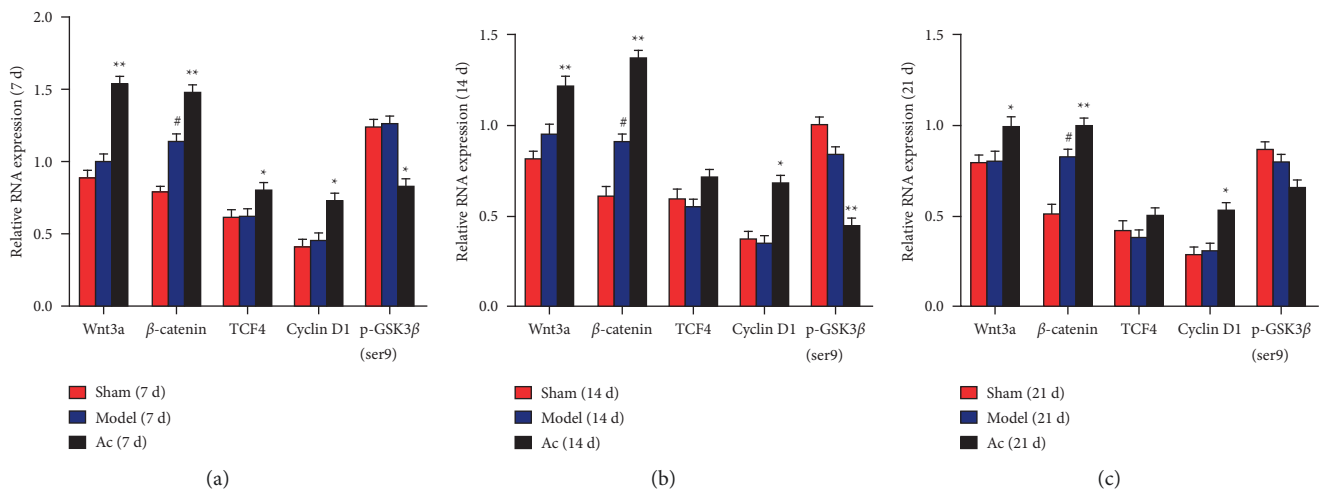 Relative RNA expression (7 d)
2.0
1.5
1.0
0.5
0.0
**
**
#
*
*
*
Wnt3a
β-catenin
TCF4
Cyclin D1
p-GSK3β
(ser9)
Sham (7 d)
Model (7 d)
Ac (7 d)
(a)
Relative RNA expression (14 d)
1.5
1.0
0.5
0.0
**
#
**
*
**
Wnt3a
β-catenin
TCF4
Cyclin D1
p-GSK3β
(ser9)
Sham (14 d)
Model (14 d)
Ac (14 d)
(b)
Relative RNA expression (21 d)
1.5
1.0
0.5
0.0
*
#
**
*
Wnt3a
β-catenin
TCF4
Cyclin D1
p-GSK3β
(ser9)
Sham (21 d)
Model (21 d)
Ac (21 d)
(c)